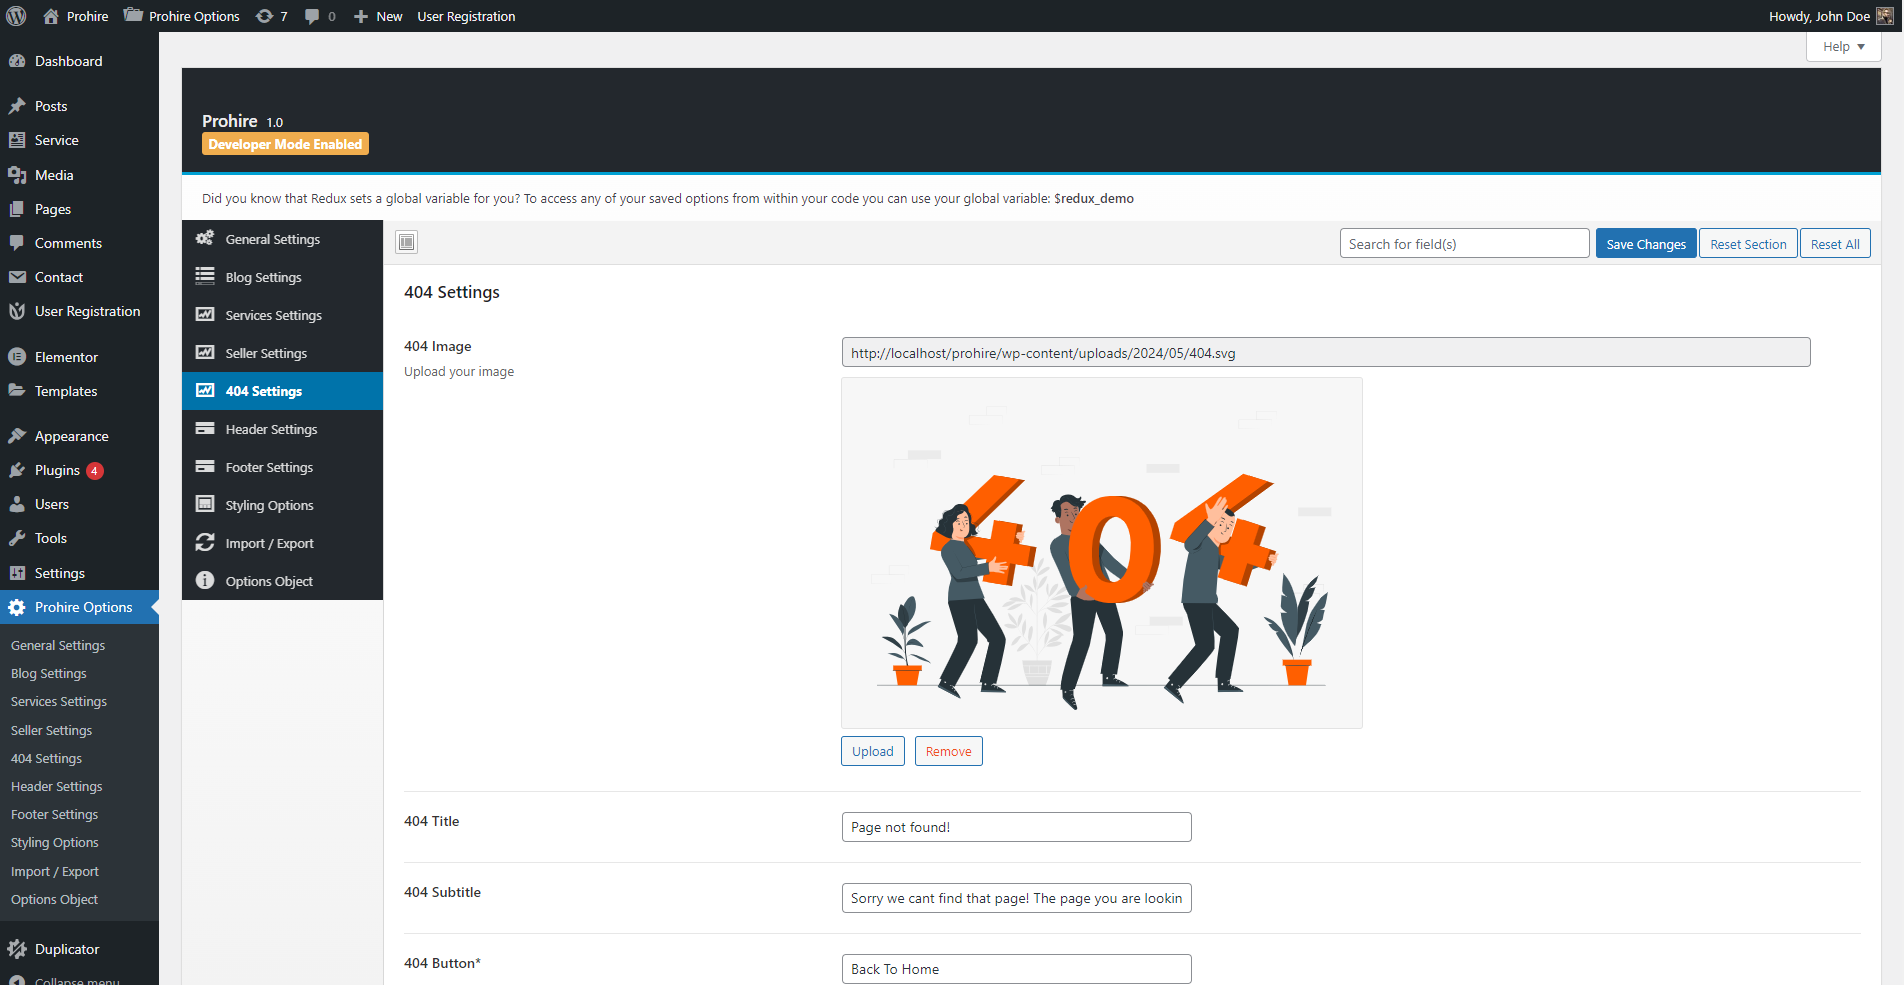 Prohire
Prohire Options
7
0
New
User Registration
Howdy, John Doe
Help
Dashboard
Posts
Service
Media
Pages
Comments
Contact
User Registration
Elementor
Templates
Appearance
Plugins 4
Users
Tools
Settings
Prohire Options
General Settings
Blog Settings
Services Settings
Seller Settings
404 Settings
Header Settings
Footer Settings
Styling Options
Import / Export
Options Object
Duplicator
Collapse menu
Prohire 1.0
Developer Mode Enabled
Did you know that Redux sets a global variable for you? To access any of your saved options from within your code you can use your global variable: $redux_demo
General Settings
Blog Settings
Services Settings
Seller Settings
404 Settings
Header Settings
Footer Settings
Styling Options
Import / Export
Options Object
Search for field(s)
Save Changes
Reset Section
Reset All
404 Settings
404 Image
Upload your image
http://localhost/prohire/wp-content/uploads/2024/05/404.svg
404
Upload
Remove
404 Title
Page not found!
404 Subtitle
Sorry we cant find that page! The page you are lookin
404 Button*
Back To Home